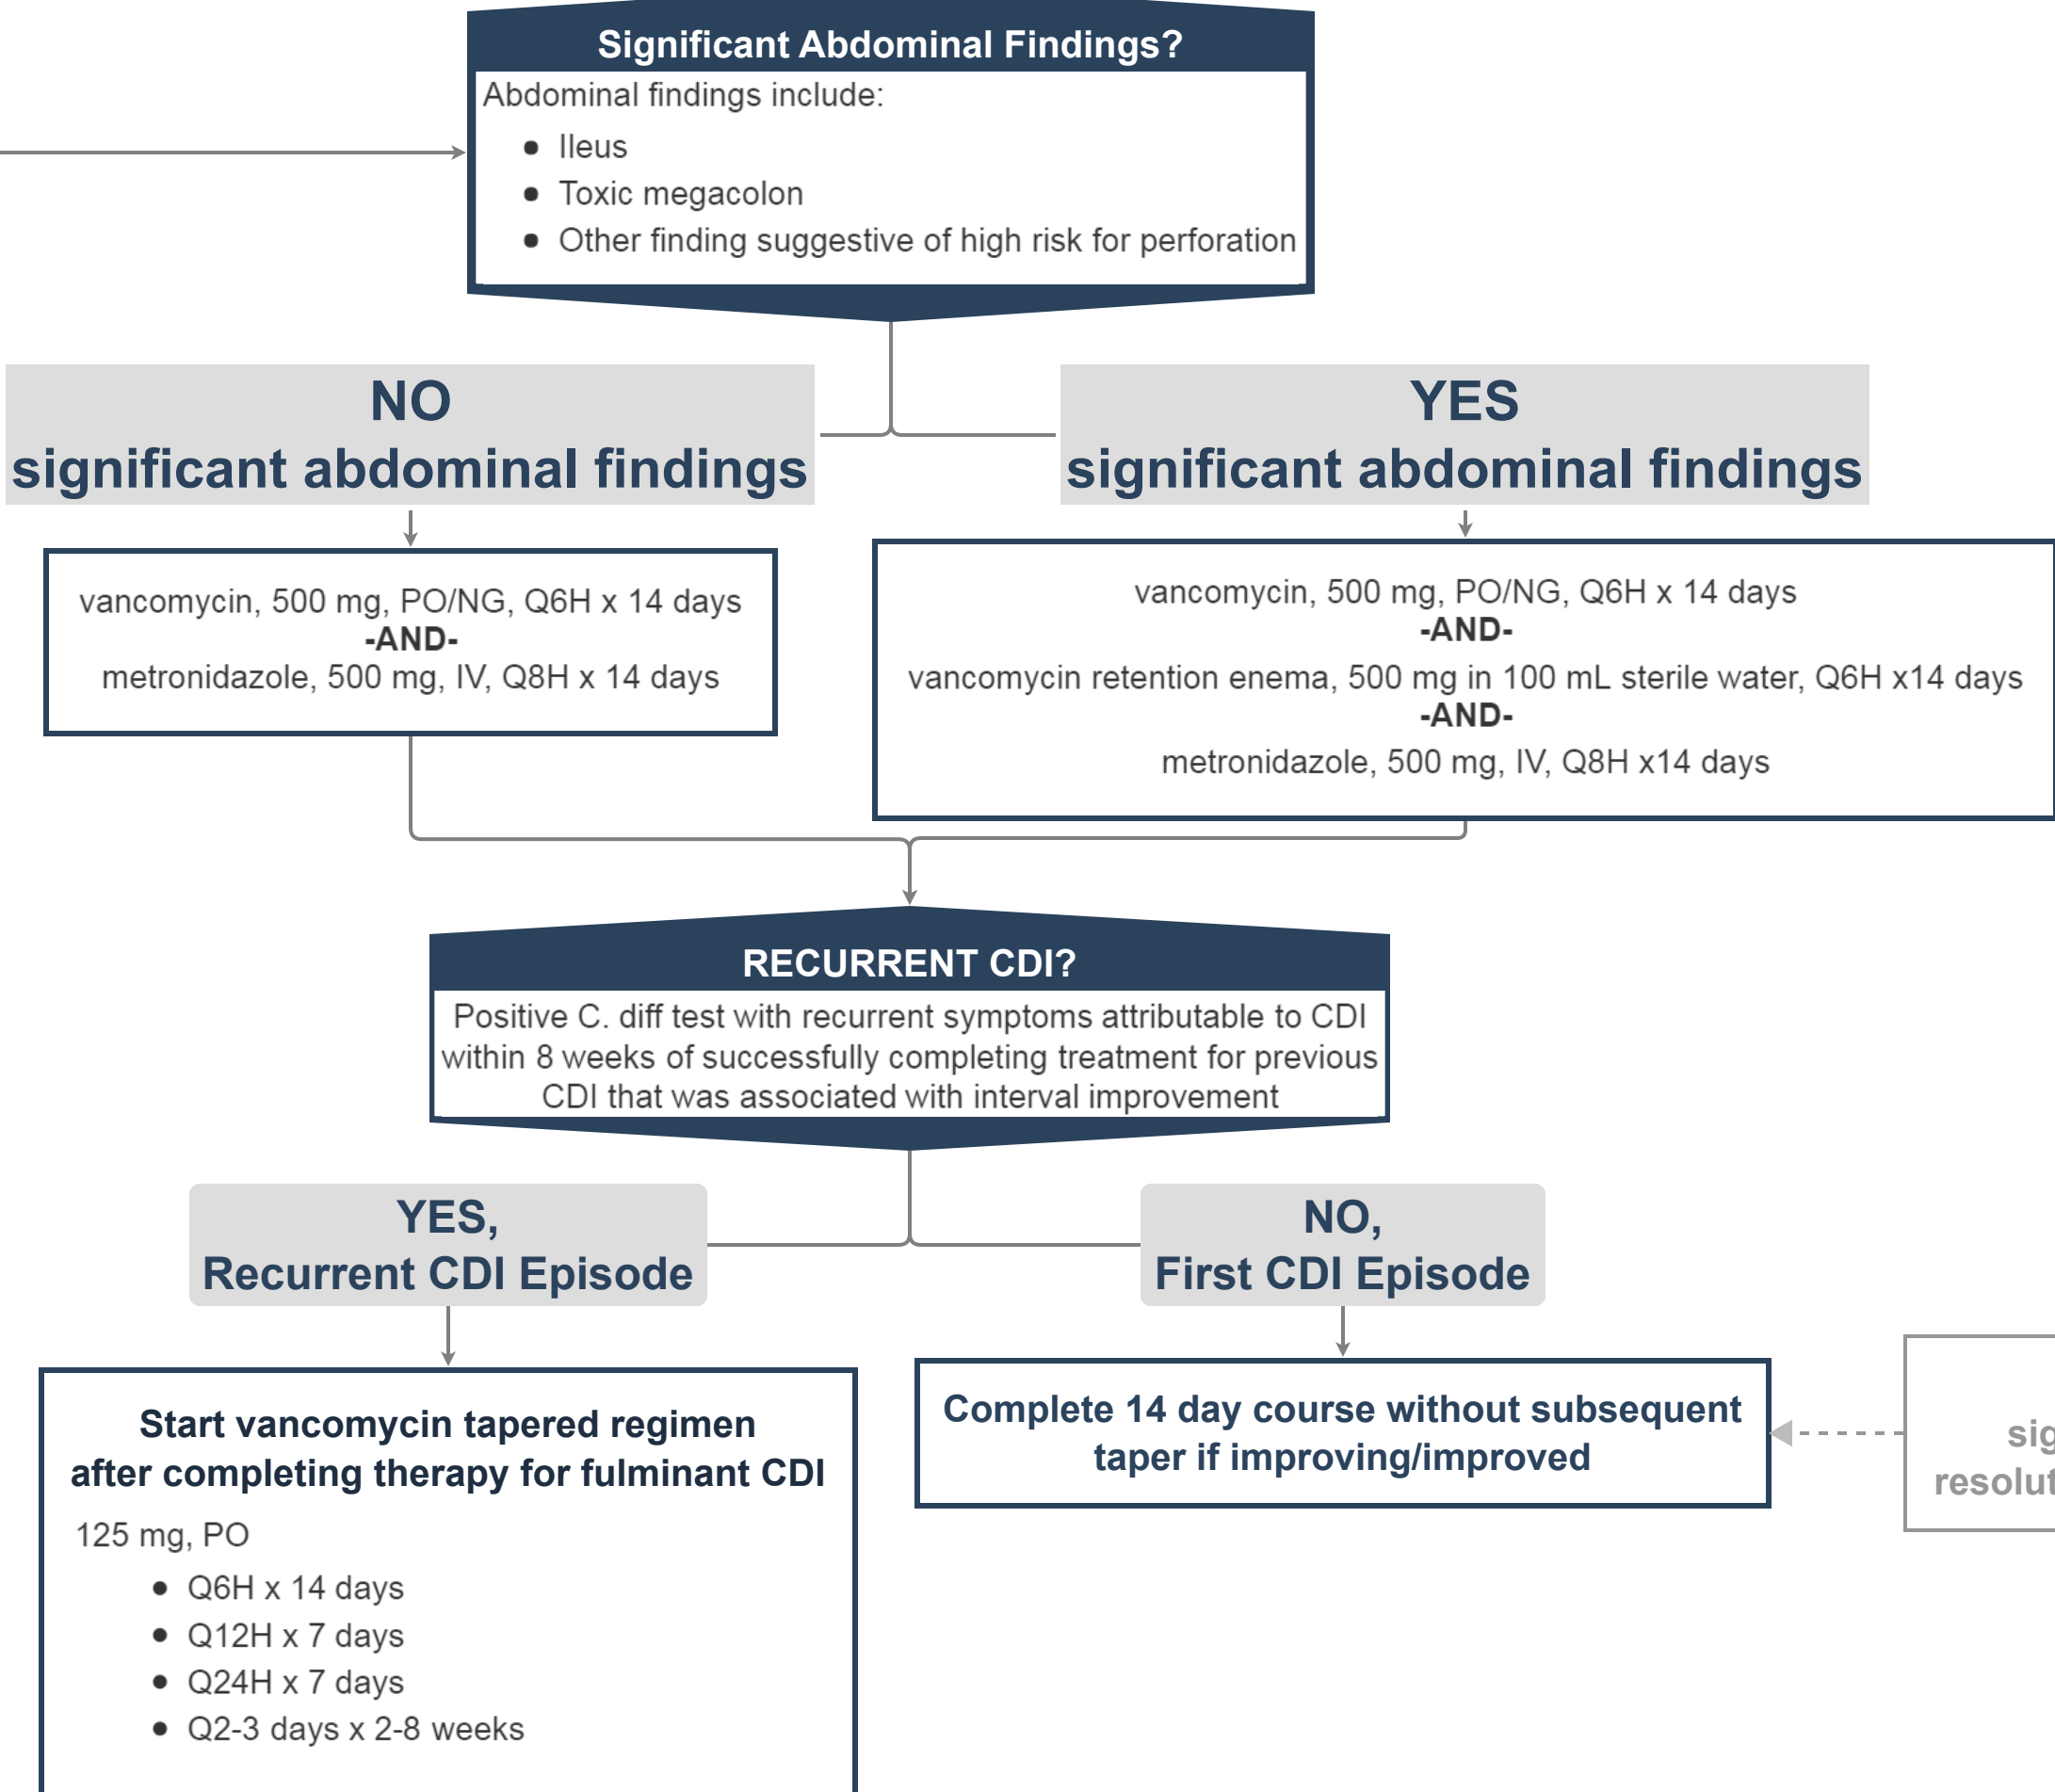 Significant Abdominal Findings?
Abdominal findings include:
● Ileus
● Toxic megacolon
● Other finding suggestive of high risk for perforation
NO
significant abdominal findings
YES
significant abdominal findings
vancomycin, 500 mg, PO/NG, Q6H x 14 days
-AND-
metronidazole, 500 mg, IV, Q8H x 14 days
vancomycin, 500 mg, PO/NG, Q6H x 14 days
-AND-
vancomycin retention enema, 500 mg in 100 mL sterile water, Q6H x14 days
-AND-
metronidazole, 500 mg, IV, Q8H x14 days
RECURRENT CDI?
Positive C. diff test with recurrent symptoms attributable to CDI
within 8 weeks of successfully completing treatment for previous
CDI that was associated with interval improvement
YES,
Recurrent CDI Episode
NO,
First CDI Episode
Start vancomycin tapered regimen
after completing therapy for fulminant CDI
125 mg, PO
● Q6H x 14 days
● Q12H x 7 days
● Q24H x 7 days
● Q2-3 days x 2-8 weeks
Complete 14 day course without subsequent
taper if improving/improved